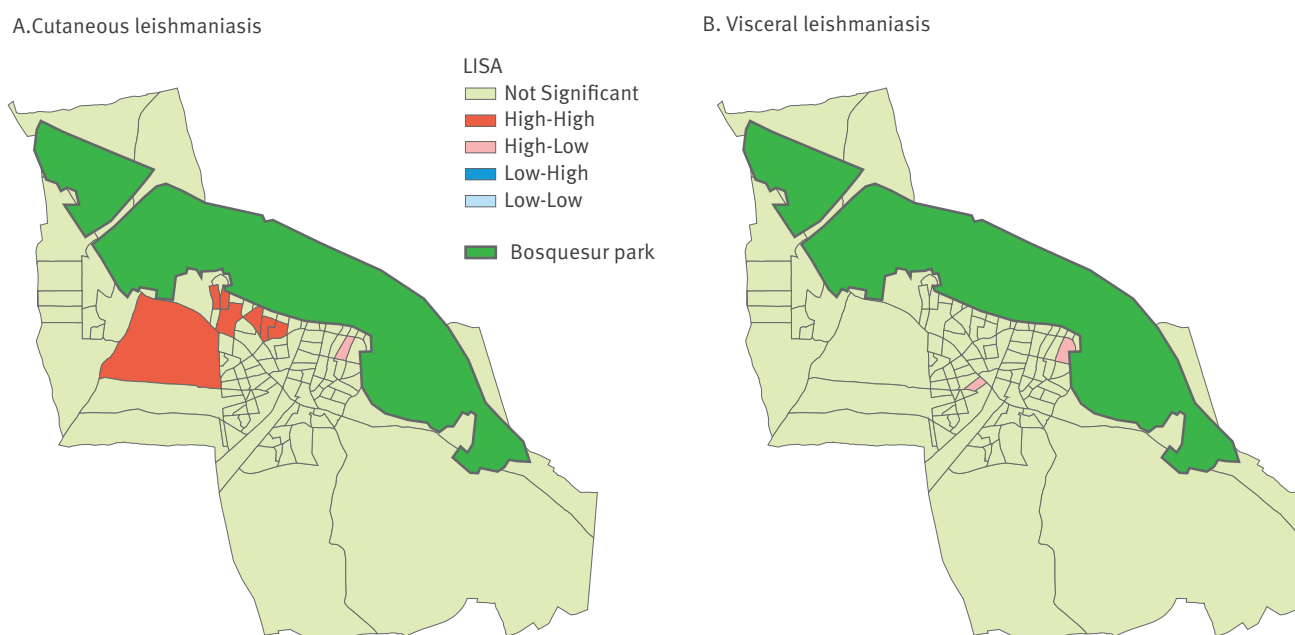 A.Cutaneous leishmaniasis
B. Visceral leishmaniasis
LISA
Not Significant
High-High
High-Low
Low-High
Low-Low
Bosquesur park